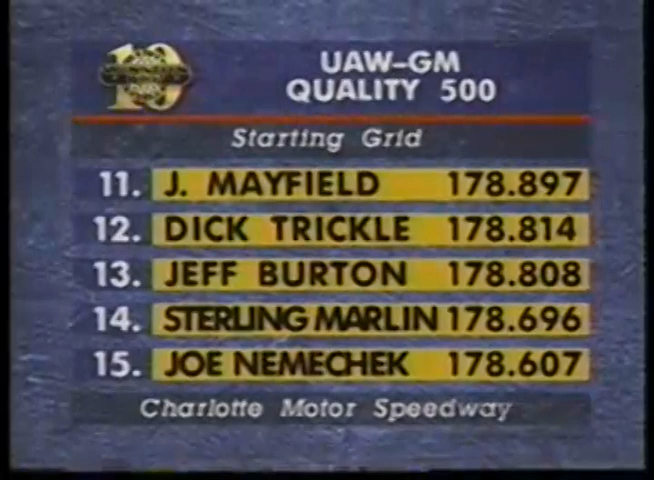 UAW–GM
QUALITY 500
Starting Grid
11. J. MAYFIELD 178.897
12. DICK TRICKLE 178.814
13. JEFF BURTON 178.808
14. STERLING MARLIN 178.696
15. JOE NEMECHEK 178.607
Charlotte Motor Speedway